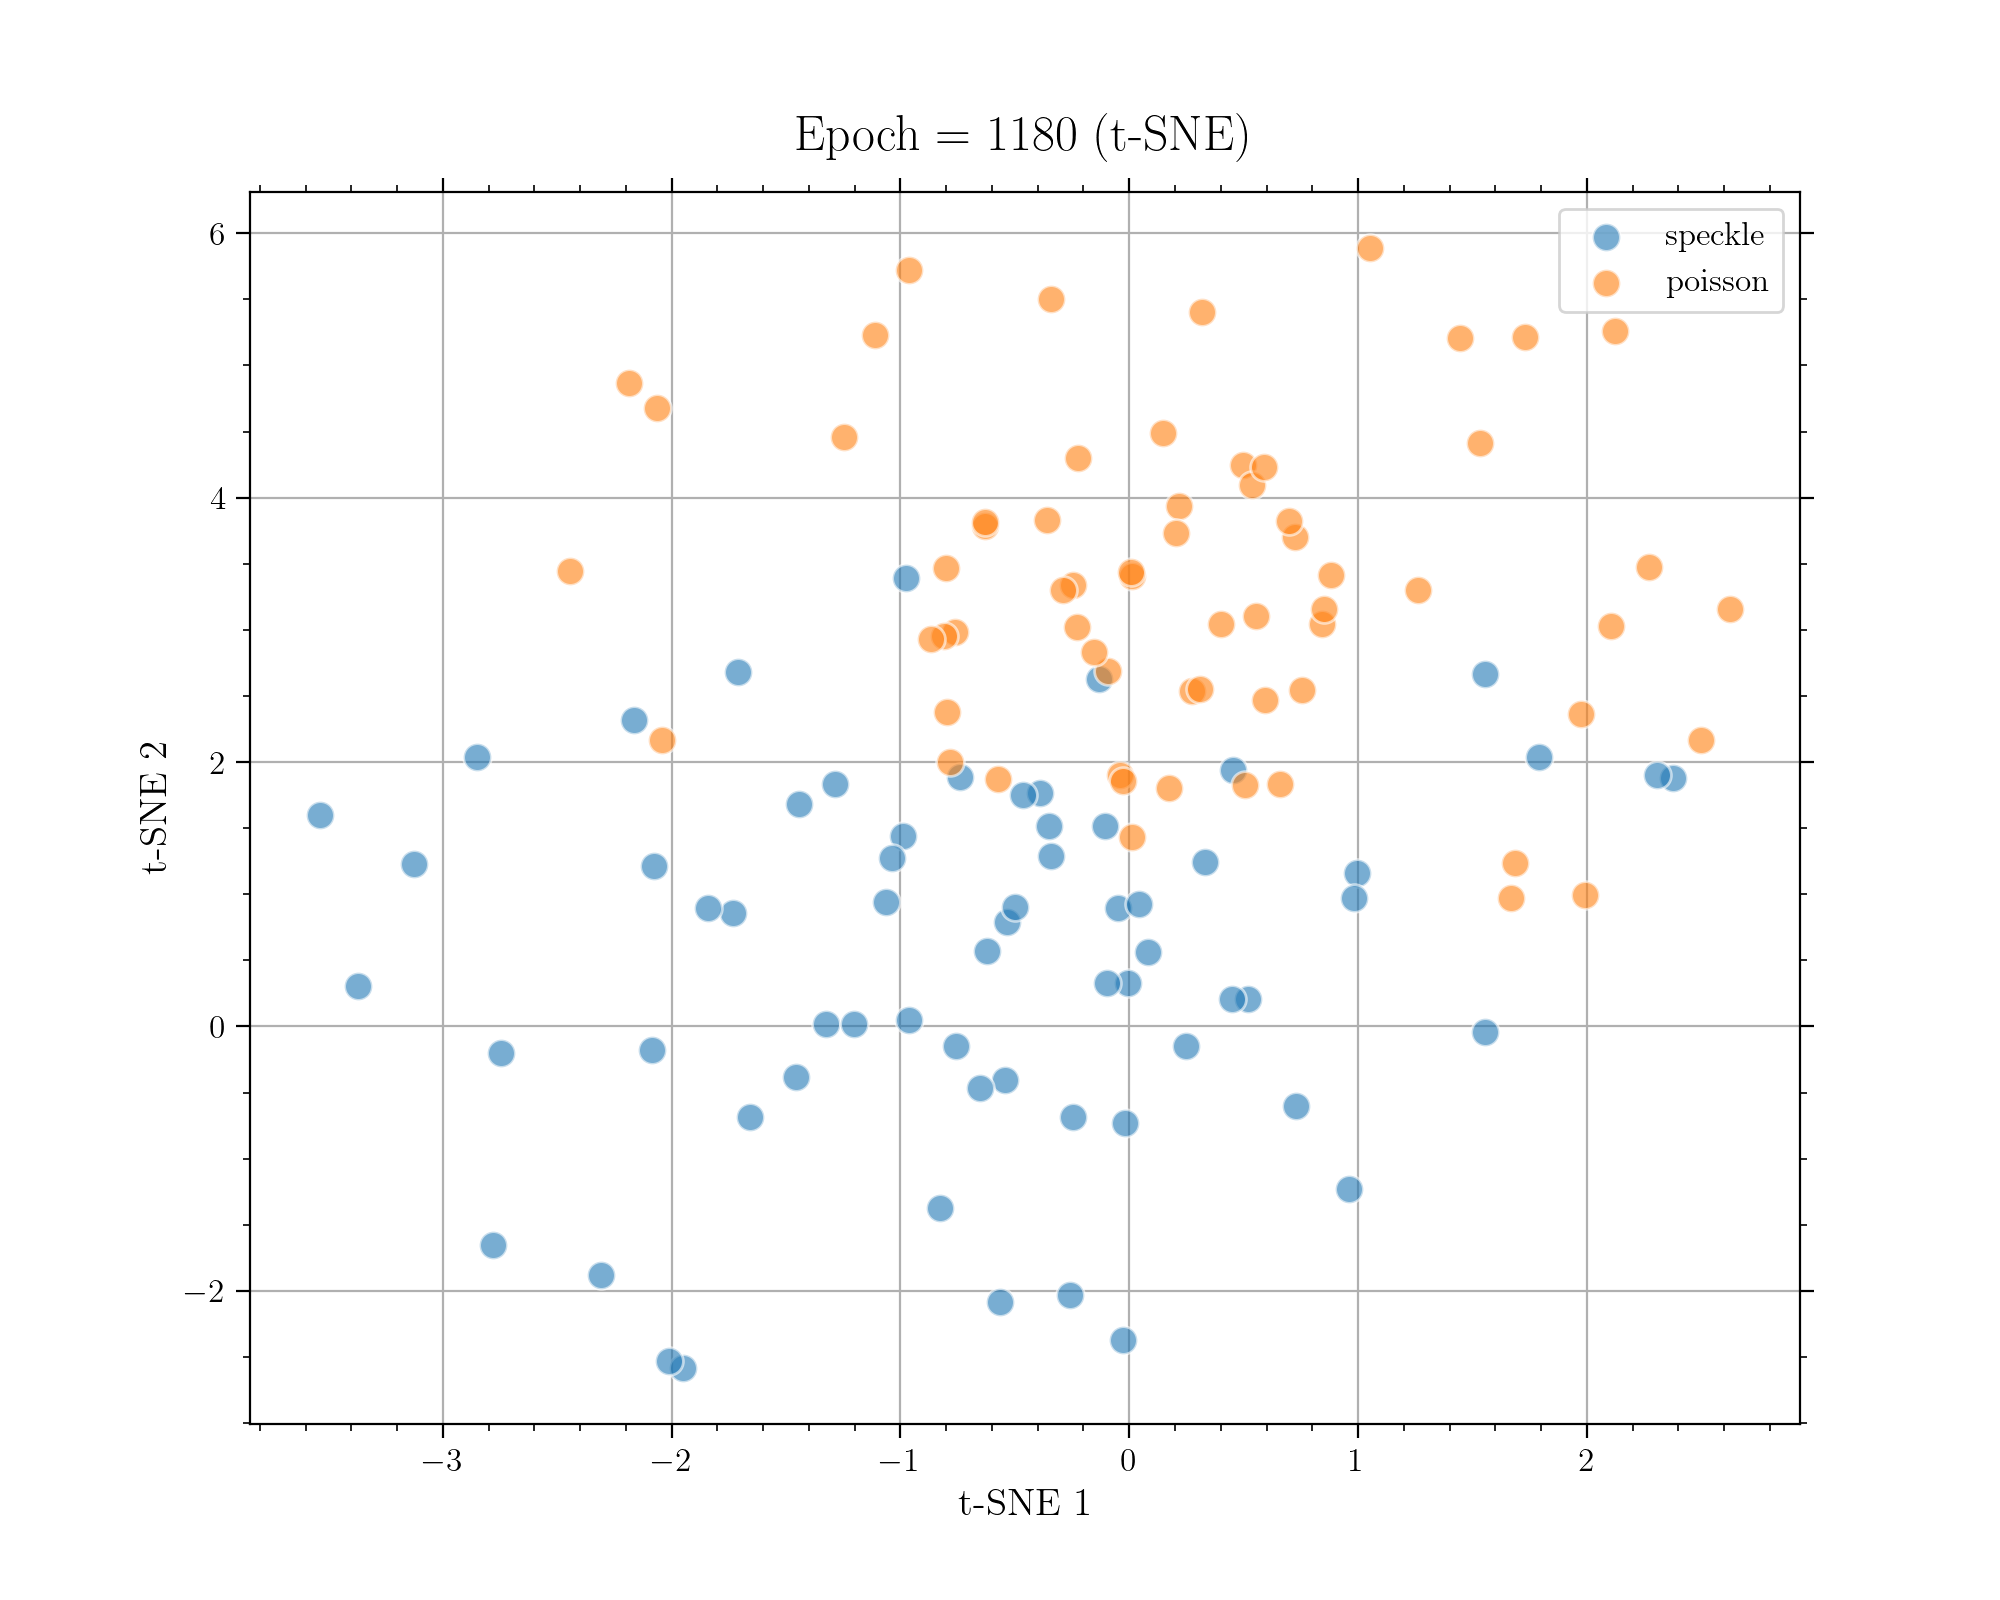 Epoch = 1180 (t-SNE)
speckle
poisson
6
4
2
0
−2
t-SNE 2
−3 −2 −1 0 1 2
t-SNE 1